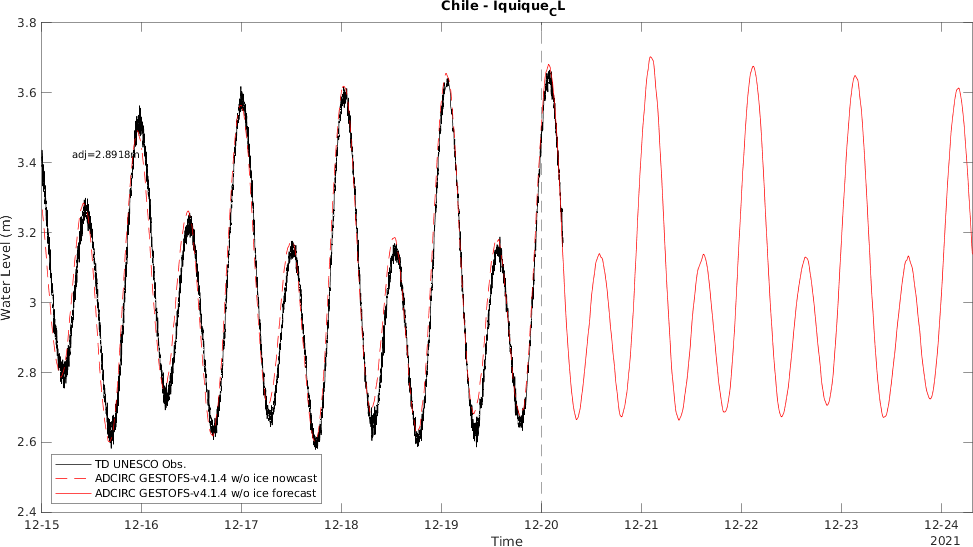 Chile - Iquique_CL
3.8
3.6
3.4
3.2
3
2.8
2.6
2.4
Water Level (m)
adj=2.8918m
TD UNESCO Obs.
ADCIRC GESTOFS-v4.1.4 w/o ice nowcast
ADCIRC GESTOFS-v4.1.4 w/o ice forecast
12-15 12-16 12-17 12-18 12-19 12-20 12-21 12-22 12-23 12-24
Time
2021